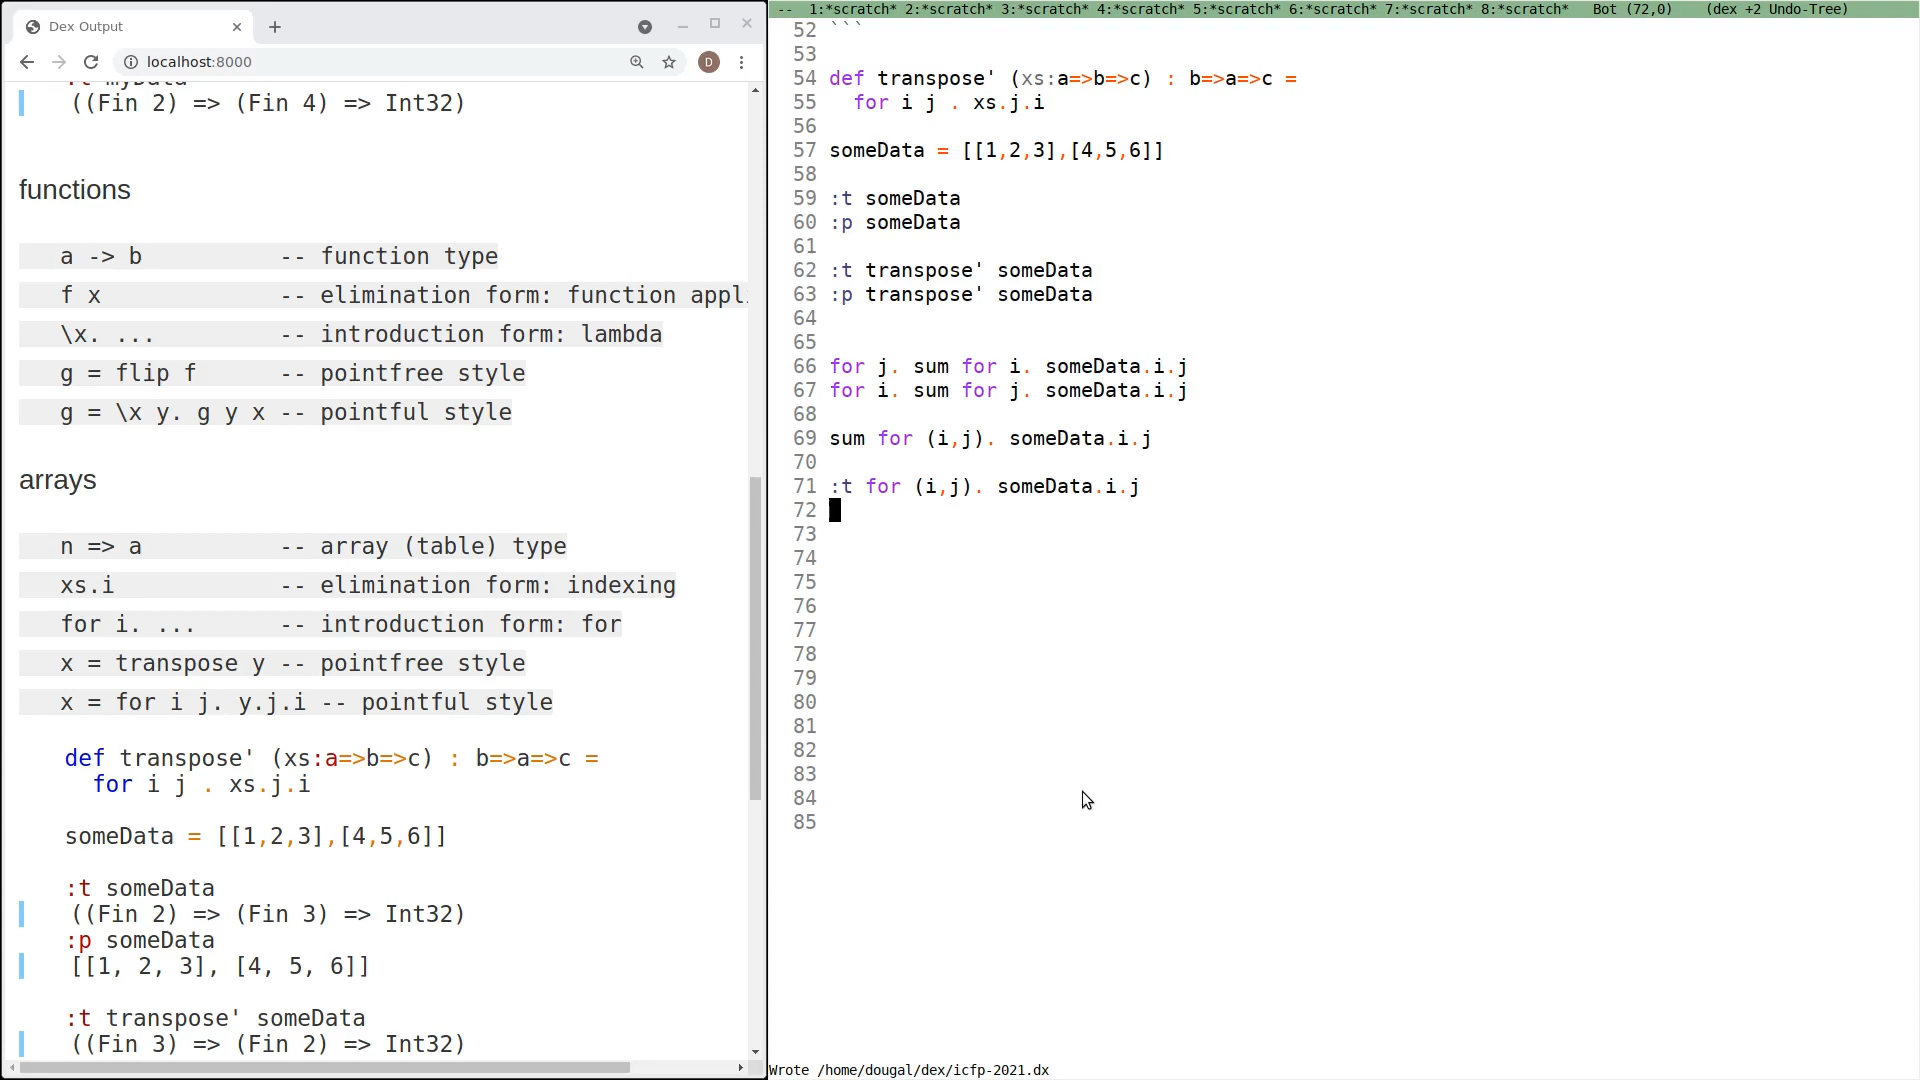 Dex Output
localhost:8000
D
:t myData
((Fin 2) => (Fin 4) => Int32)
functions
a -> b -- function type
f x -- elimination form: function appl
\x. ... -- introduction form: lambda
g = flip f -- pointfree style
g = \x y. g y x -- pointful style
arrays
n => a -- array (table) type
xs.i -- elimination form: indexing
for i. ... -- introduction form: for
x = transpose y -- pointfree style
x = for i j. y.j.i -- pointful style
def transpose' (xs:a=>b=>c) : b=>a=>c =
for i j . xs.j.i
someData = [[1,2,3],[4,5,6]]
:t someData
((Fin 2) => (Fin 3) => Int32)
:p someData
[[1, 2, 3], [4, 5, 6]]
:t transpose' someData
((Fin 3) => (Fin 2) => Int32)
-- 1:*scratch* 2:*scratch* 3:*scratch* 4:*scratch* 5:*scratch* 6:*scratch* 7:*scratch* 8:*scratch* Bot (72,0) (dex +2 Undo-Tree)
52 ```
53
54 def transpose' (xs:a=>b=>c) : b=>a=>c =
55 for i j . xs.j.i
56
57 someData = [[1,2,3],[4,5,6]]
58
59 :t someData
60 :p someData
61
62 :t transpose' someData
63 :p transpose' someData
64
65
66 for j. sum for i. someData.i.j
67 for i. sum for j. someData.i.j
68
69 sum for (i,j). someData.i.j
70
71 :t for (i,j). someData.i.j
72
73
74
75
76
77
78
79
80
81
82
83
84
85
Wrote /home/dougal/dex/icfp-2021.dx